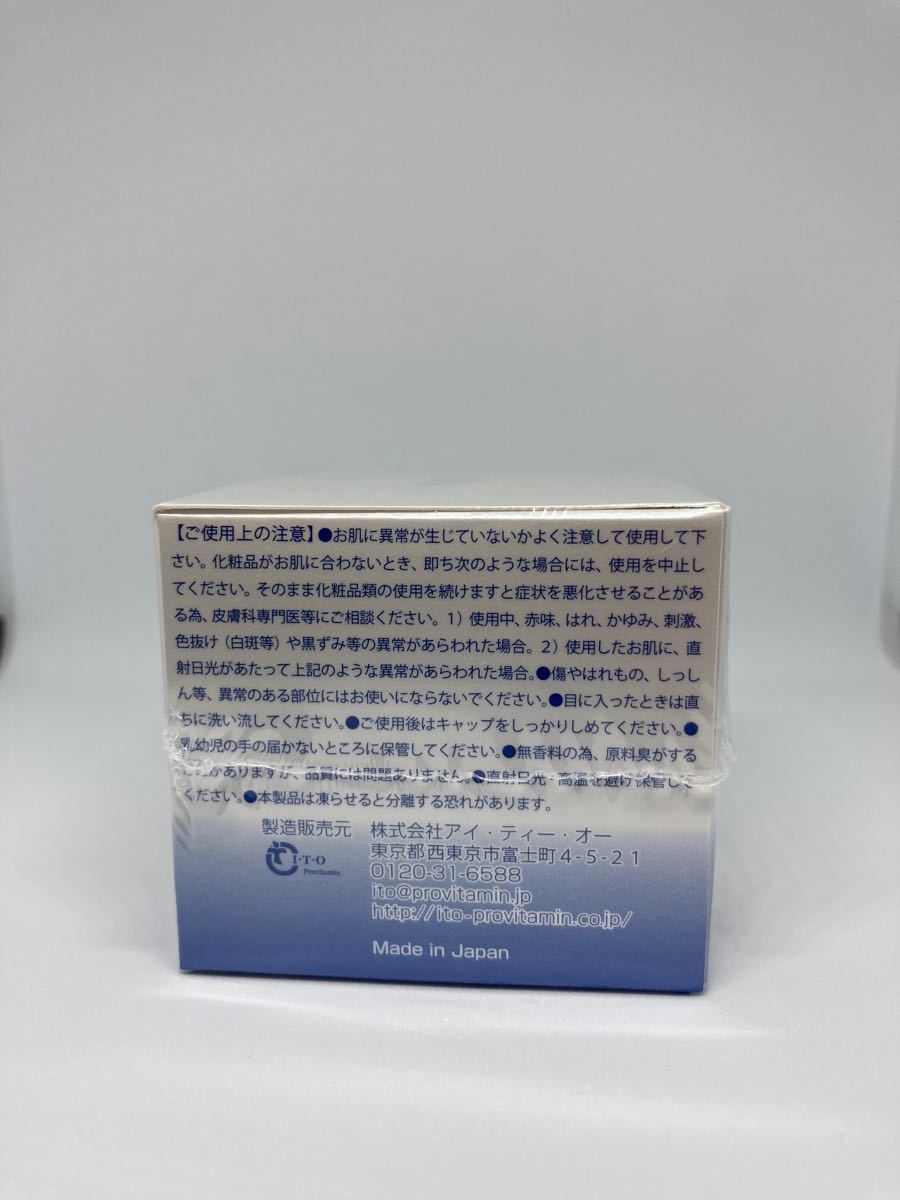 【ご使用上の注意】●お肌に異常が生じていないかよく注意して使用して下
さい。化粧品がお肌に合わないとき、即ち次のような場合には、使用を中止し
てください。そのまま化粧品類の使用を続けますと症状を悪化させることがあ
る為、皮膚科専門医等にご相談ください。1）使用中、赤味、はれ、かゆみ、刺激、
色抜け（白斑等）や黒ずみ等の異常があらわれた場合。2）使用したお肌に、直
射日光があたって上記のような異常があらわれた場合。●傷やはれもの、しっし
ん等、異常のある部位にはお使いにならないでください。●目に入ったときは直
ちに洗い流してください。●ご使用後はキャップをしっかりしめてください。●
乳幼児の手の届かないところに保管してください。●無香料の為、原料臭がする
ことがありますが、品質には問題ありません。●直射日光・高温を避け保管して
ください。●本製品は凍らせると分離する恐れがあります。
製造販売元 株式会社アイ・ティー・オー
東京都西東京市富士町4-5-21
I・T・O
Provitamin
0120-31-6588
ito@provitamin.jp
http://ito-provitamin.co.jp/
Made in Japan